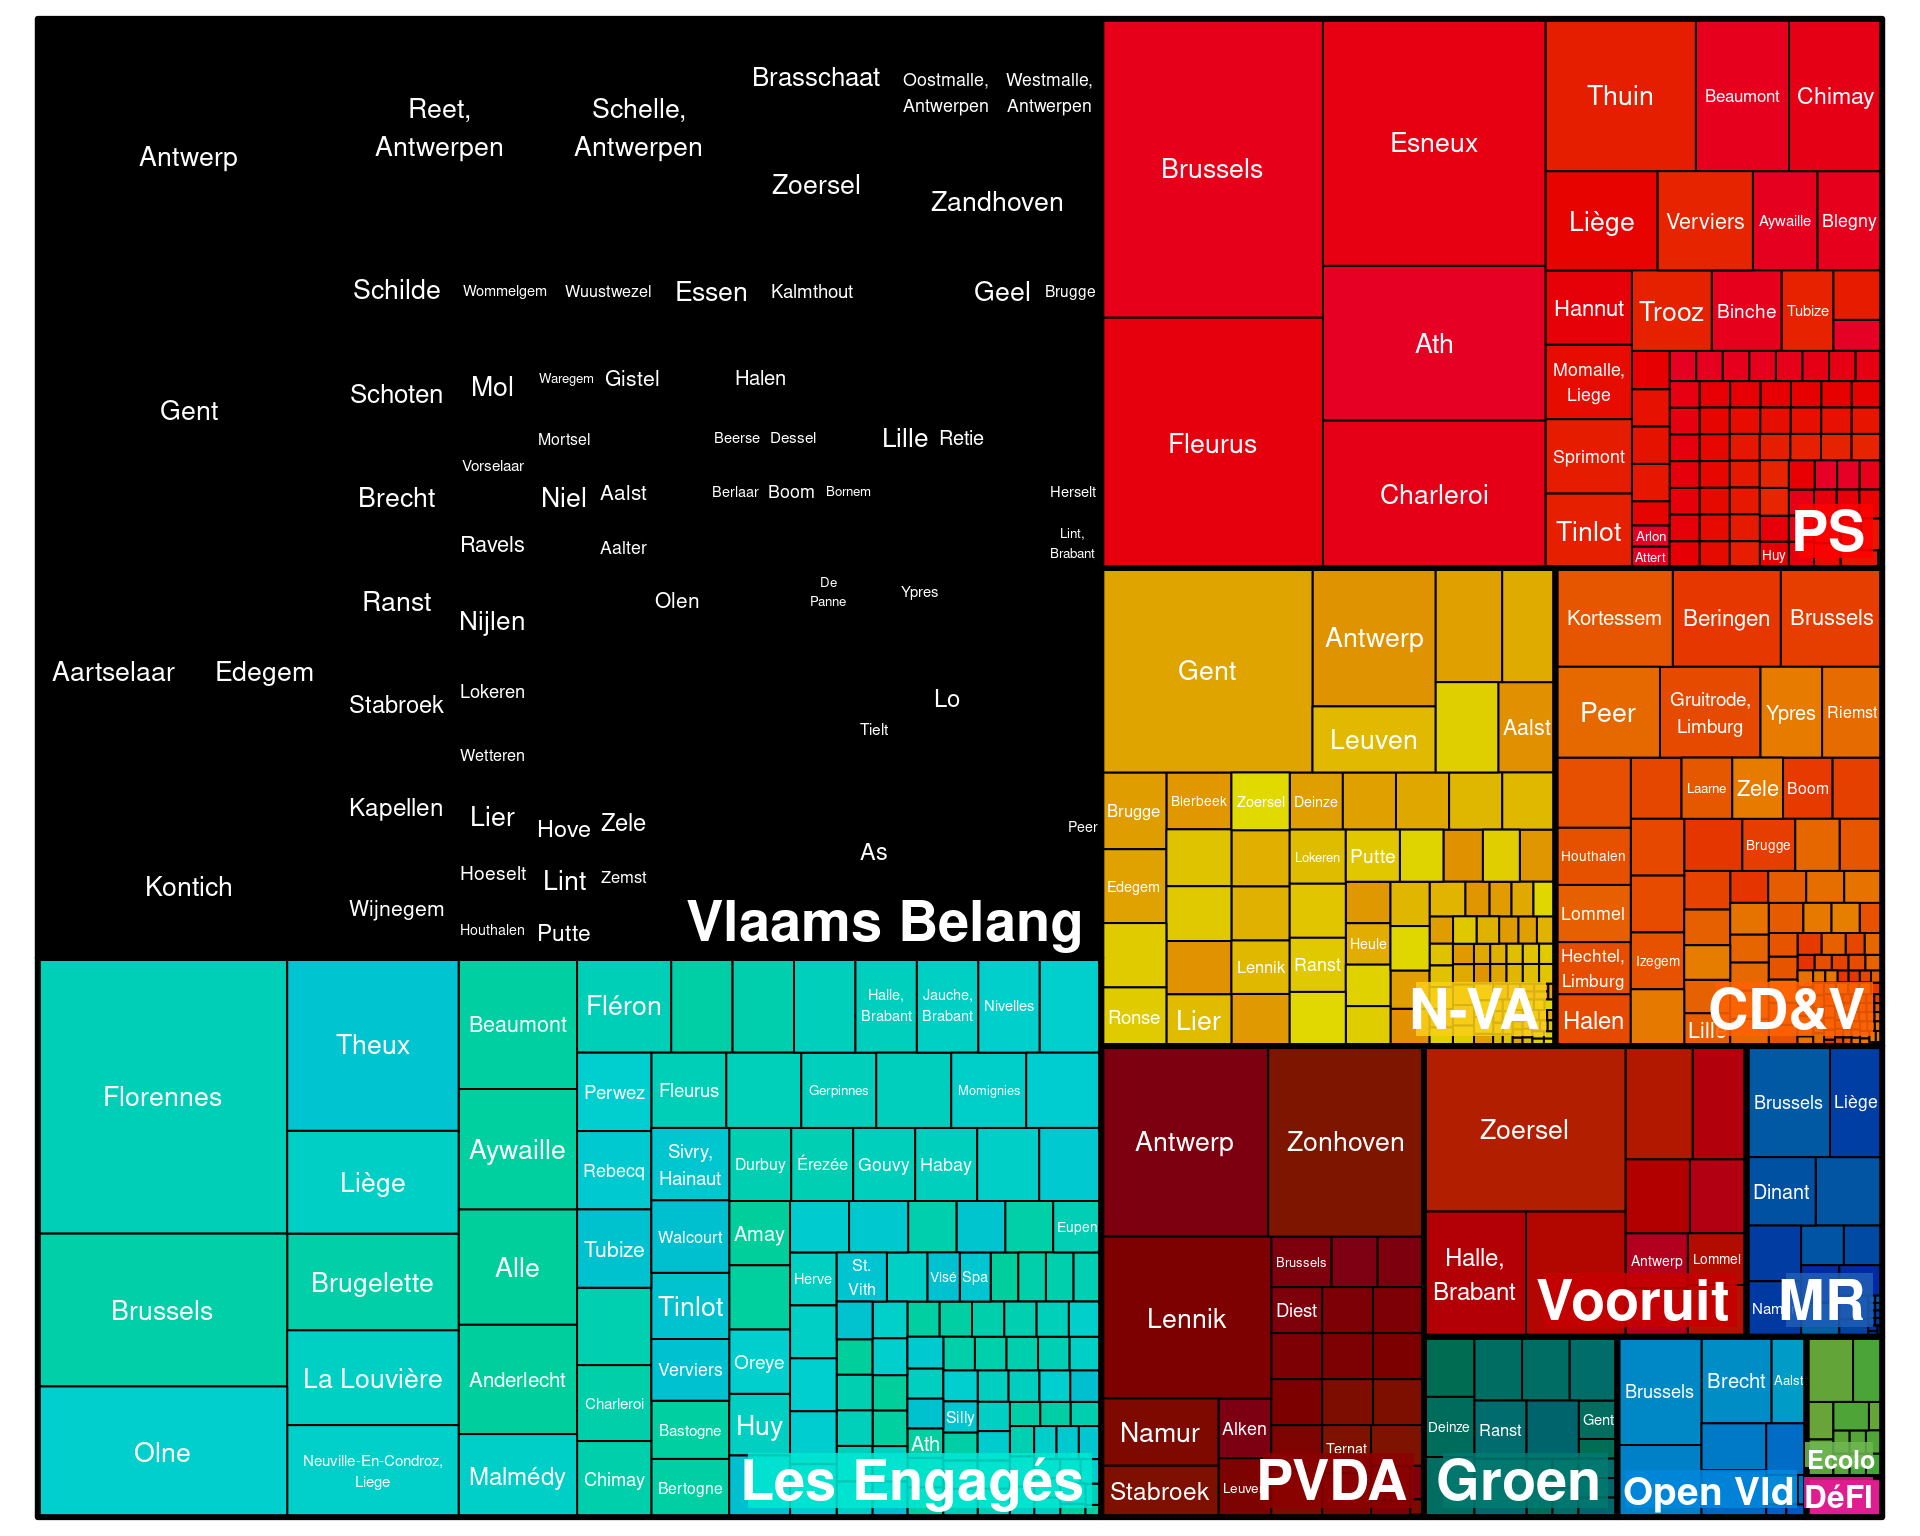 Antwerp
Reet,
Antwerpen
Schelle,
Antwerpen
Brasschaat
Oostmalle,
Antwerpen
Westmalle,
Antwerpen
Zoersel
Zandhoven
Gent
Schilde
Wommelgem
Wuustwezel
Essen
Kalmthout
Geel
Brugge
Schoten
Mol
Waregem
Gistel
Halen
Mortsel
Beerse
Dessel
Lille
Retie
Vorselaar
Brecht
Niel
Aalst
Berlaar
Boom
Bornem
Herselt
Ravels
Aalter
Lint,
Brabant
Ranst
Nijlen
Olen
De
Panne
Ypres
Aartselaar
Edegem
Stabroek
Lokeren
Lo
Tielt
Wetteren
Kapellen
Lier
Hove
Zele
Peer
As
Kontich
Hoeselt
Lint
Zemst
Wijnegem
Houthalen
Putte
Vlaams Belang
Brussels
Esneux
Thuin
Beaumont
Chimay
Liège
Verviers
Aywaille
Blegny
Hannut
Trooz
Binche
Tubize
Ath
Momalle,
Liege
Fleurus
Charleroi
Sprimont
Tinlot
Arlon
Attert
Huy
PS
Gent
Antwerp
Leuven
Aalst
Brugge
Bierbeek
Zoersel
Deinze
Lokeren
Putte
Edegem
Heule
Lennik
Ranst
Ronse
Lier
N-VA
Kortessem
Beringen
Brussels
Peer
Gruitrode,
Limburg
Ypres
Riemst
Laarne
Zele
Boom
Brugge
Houthalen
Lommel
Hechtel,
Limburg
Izegem
Halen
Lille
CD&V
Florennes
Theux
Beaumont
Fléron
Halle,
Brabant
Jauche,
Brabant
Nivelles
Perwez
Fleurus
Gerpinnes
Momignies
Liège
Aywaille
Rebecq
Sivry,
Hainaut
Durbuy
Érezée
Gouvy
Habay
Brussels
Brugelette
Alle
Tubize
Walcourt
Amay
Eupen
Herve
St.
Vith
Visé
Spa
Tinlot
La Louvière
Anderlecht
Verviers
Oreye
Charleroi
Bastogne
Huy
Silly
Ath
Olne
Neuville-En-Condroz,
Liege
Malmédy
Chimay
Bertogne
Les Engagés
Antwerp
Zonhoven
Lennik
Brussels
Diest
Namur
Alken
Ternat
Stabroek
Leuve
PVDA
Zoersel
Halle,
Brabant
Antwerp
Lommel
Vooruit
Brussels
Liège
Dinant
Nam
MR
Deinze
Ranst
Gent
Groen
Brussels
Brecht
Aalst
Open Vld
Ecolo
DéFI